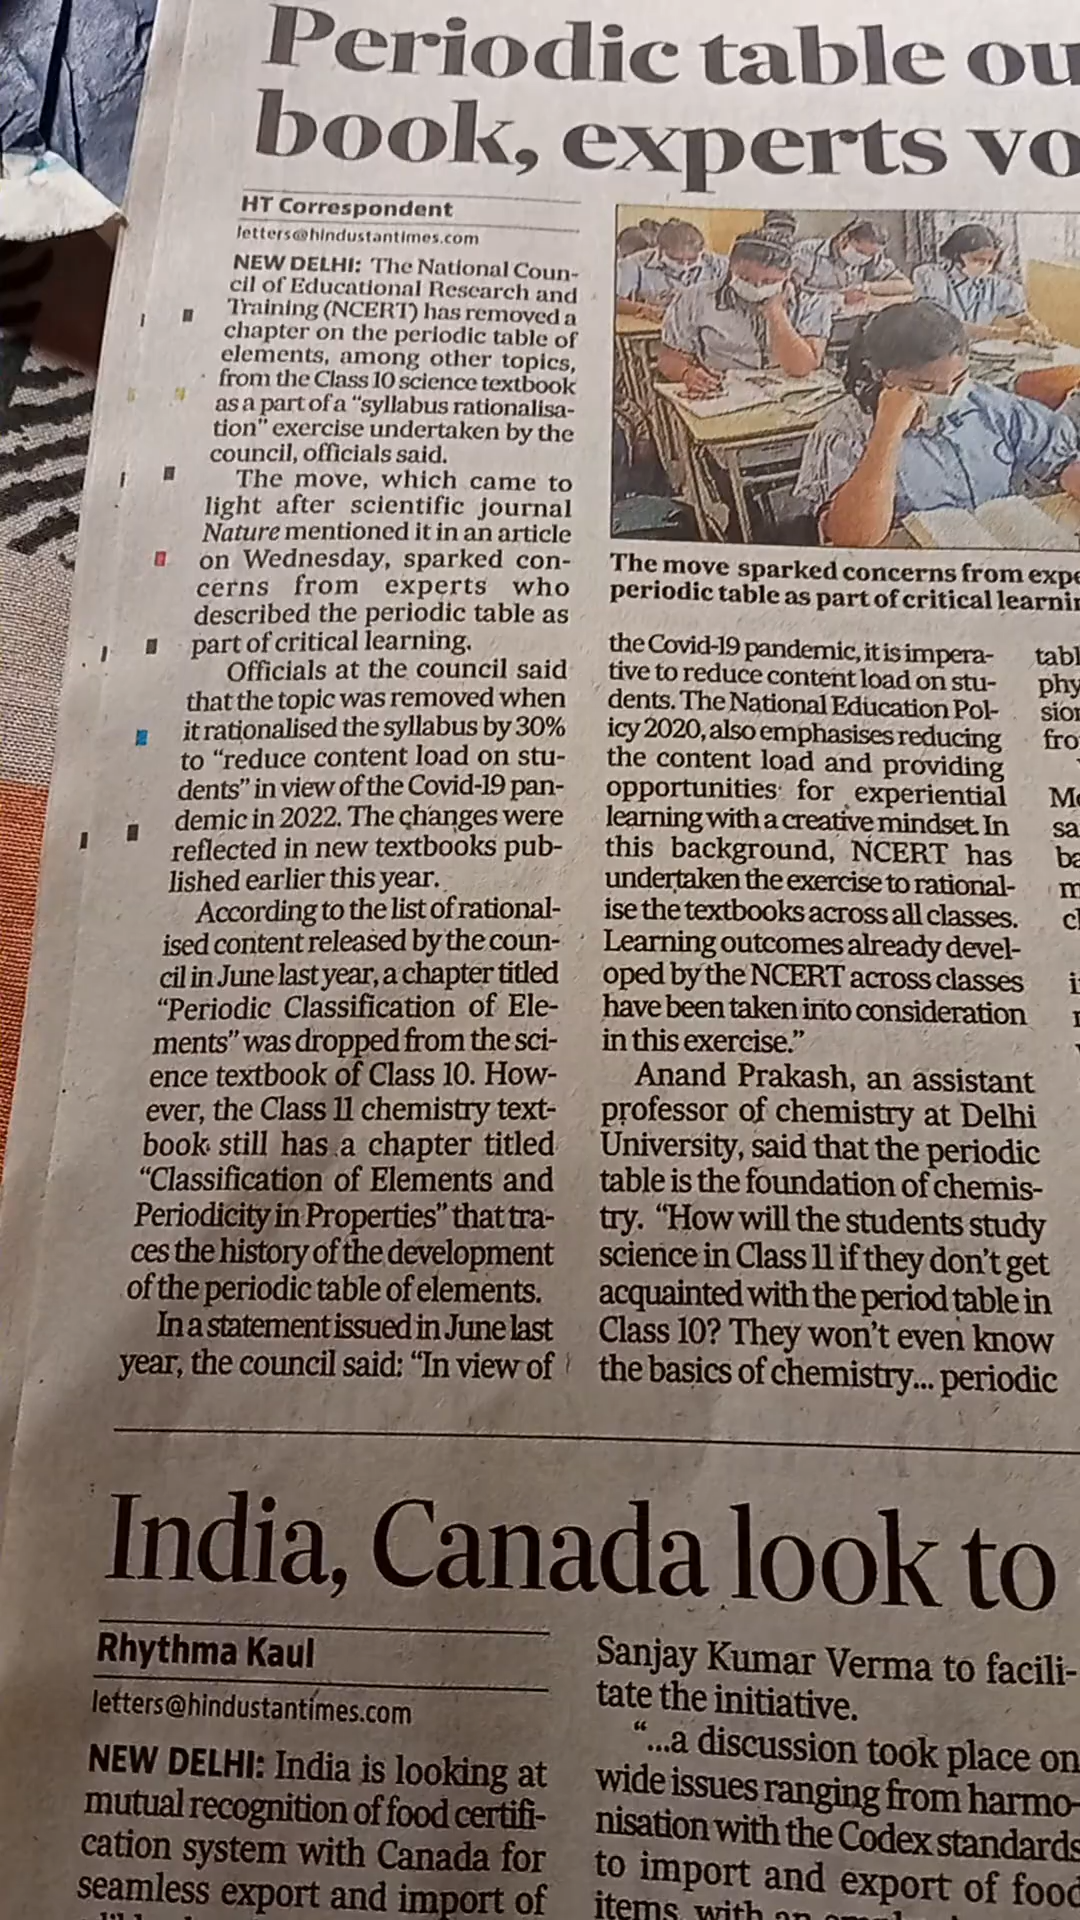 Periodic table
book, experts
HT Correspondent
letters@hindustantimes.com
NEW DELHI: The National Coun-
cil of Educational Research and
Training (NCERT) has removed a
chapter on the periodic table of
elements, among other topics,
from the Class 10 science textbook
as a part of a “syllabus rationalisa-
tion” exercise undertaken by the
council, officials said.
The move, which came to
light after scientific journal
Nature mentioned it in an article
on Wednesday, sparked con-
cerns from experts who
described the periodic table as
part of critical learning.
Officials at the council said
that the topic was removed when
it rationalised the syllabus by 30%
to “reduce content load on stu-
dents” in view of the Covid-19 pan-
demic in 2022. The changes were
reflected in new textbooks pub-
lished earlier this year.
According to the list of rational-
ised content released by the coun-
cil in June last year, a chapter titled
“Periodic Classification of Ele-
ments” was dropped from the sci-
ence textbook of Class 10. How-
ever, the Class 11 chemistry text-
book still has a chapter titled
“Classification of Elements and
Periodicity in Properties” that tra-
ces the history of the development
of the periodic table of elements.
In a statement issued in June last
year, the council said: “In view of
The move sparked concerns from
periodic table as part of critical
the Covid-19 pandemic, it is impera-
tive to reduce content load on stu-
dents. The National Education Pol-
icy 2020, also emphasises reducing
the content load and providing
opportunities for experiential
learning with a creative mindset. In
this background, NCERT has
undertaken the exercise to rational-
ise the textbooks across all classes.
Learning outcomes already devel-
oped by the NCERT across classes
have been taken into consideration
in this exercise.”
Anand Prakash, an assistant
professor of chemistry at Delhi
University, said that the periodic
table is the foundation of chemis-
try. “How will the students study
science in Class 11 if they don’t get
acquainted with the period table in
Class 10? They won’t even know
the basics of chemistry... periodic
India, Canada look to
Rhythma Kaul
letters@hindustantimes.com
NEW DELHI: India is looking at
mutual recognition of food certifi-
cation system with Canada for
seamless export and import of
Sanjay Kumar Verma to facili-
tate the initiative.
“...a discussion took place on
wide issues ranging from harmo-
nisation with the Codex standards
to import and export of food
items, with an